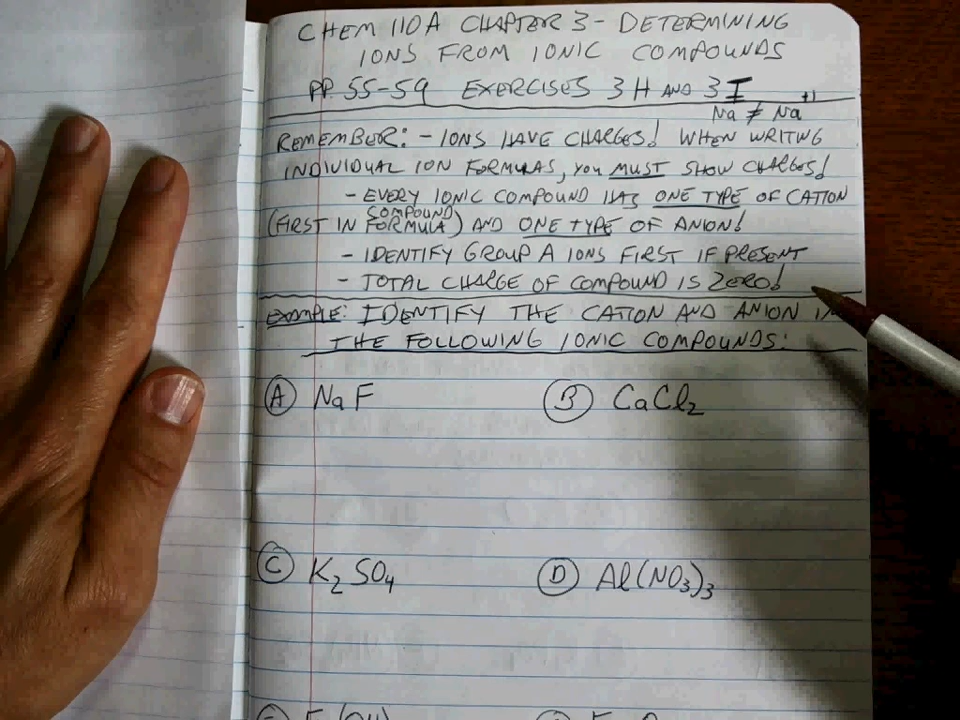 CHEM 110A CHAPTER 3 - DETERMINING
IONS FROM IONIC COMPOUNDS
PP. 55-59 EXERCISES 3H AND 3I
Na ≠ Na⁺¹
REMEMBER: - IONS HAVE CHARGES! WHEN WRITING
INDIVIDUAL ION FORMULAS, YOU MUST SHOW CHARGES!
- EVERY IONIC COMPOUND HAS ONE TYPE OF CATION
COMPOUND
(FIRST IN FORMULA) AND ONE TYPE OF ANION!
- IDENTIFY GROUP A IONS FIRST IF PRESENT
- TOTAL CHARGE OF COMPOUND IS ZERO!
EXAMPLE: IDENTIFY THE CATION AND ANION IN
THE FOLLOWING IONIC COMPOUNDS:
Ⓐ NaF Ⓑ CaCl₂
Ⓒ K₂SO₄ Ⓓ Al(NO₃)₃